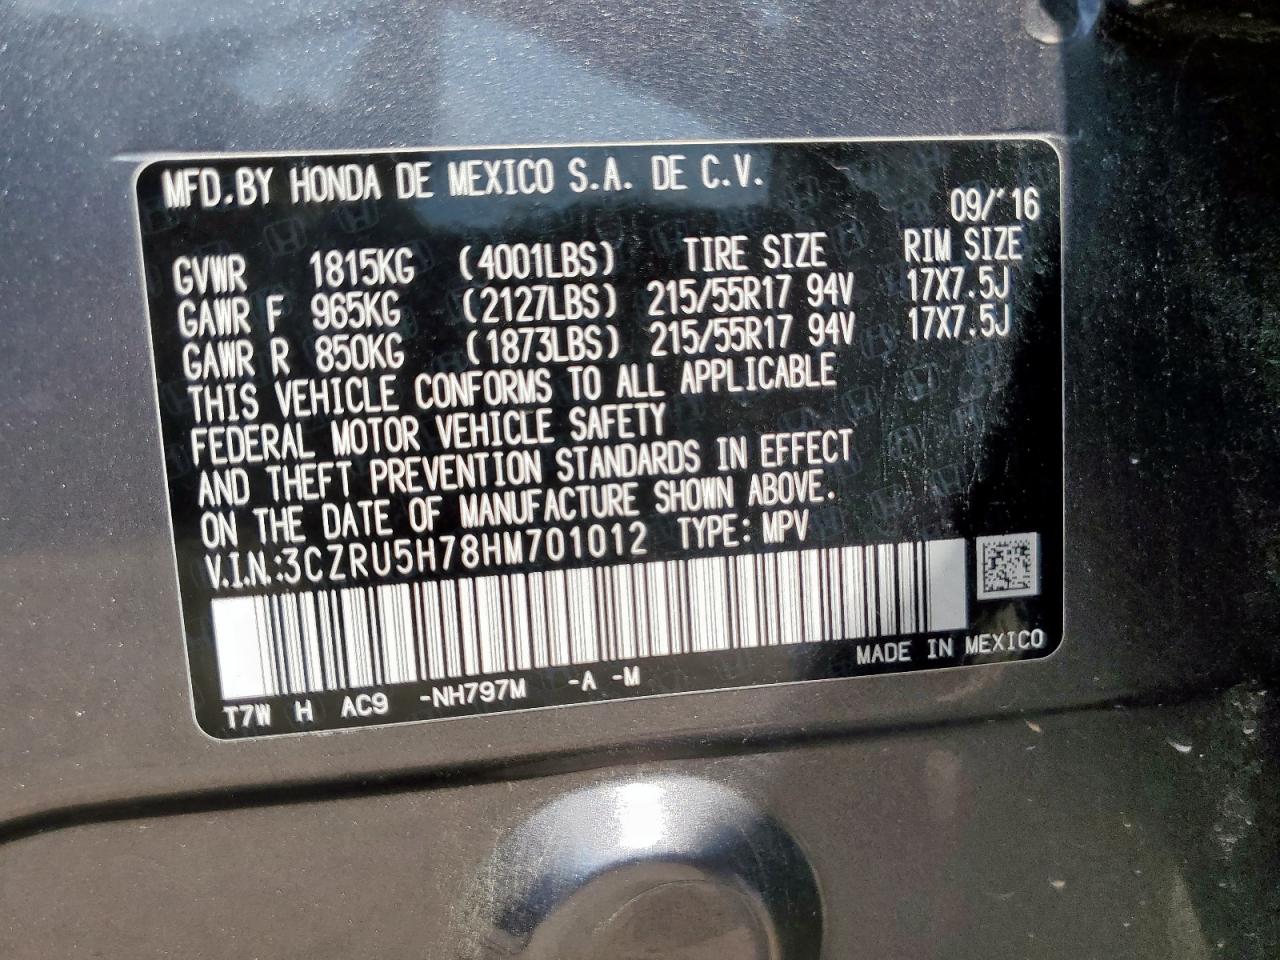 MFD.BY HONDA DE MEXICO S.A. DE C.V.
09/'16
GVWR 1815KG (4001LBS) TIRE SIZE RIM SIZE
GAWR F 965KG (2127LBS) 215/55R17 94V 17X7.5J
GAWR R 850KG (1873LBS) 215/55R17 94V 17X7.5J
THIS VEHICLE CONFORMS TO ALL APPLICABLE
FEDERAL MOTOR VEHICLE SAFETY
AND THEFT PREVENTION STANDARDS IN EFFECT
ON THE DATE OF MANUFACTURE SHOWN ABOVE.
V.I.N.:3CZRU5H78HM701012 TYPE: MPV
MADE IN MEXICO
T7W H AC9 -NH797M -A -M